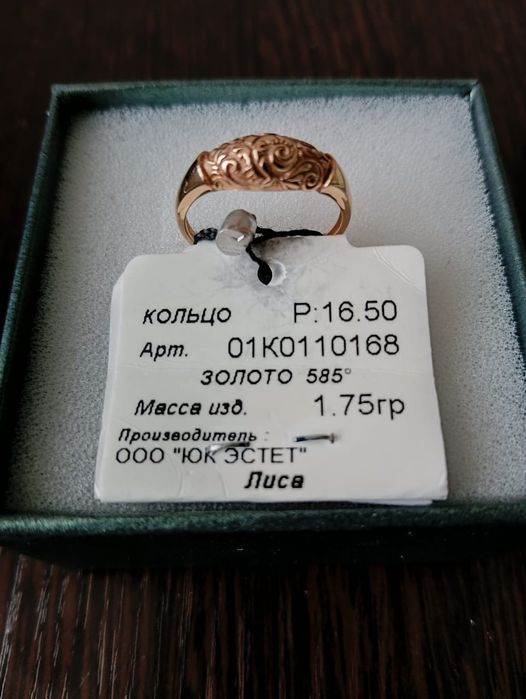 КОЛЬЦО Р:16.50
Арт. 01К0110168
ЗОЛОТО 585°
Масса изд. 1.75гр
Производитель :
ООО "ЮК ЭСТЕТ"
Лиса